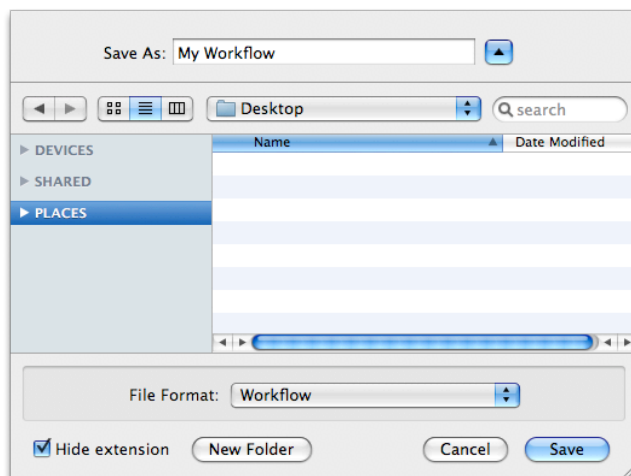 Save As: My Workflow
Desktop search
Name Date Modified
DEVICES
SHARED
PLACES
File Format: Workflow
Hide extension New Folder Cancel Save